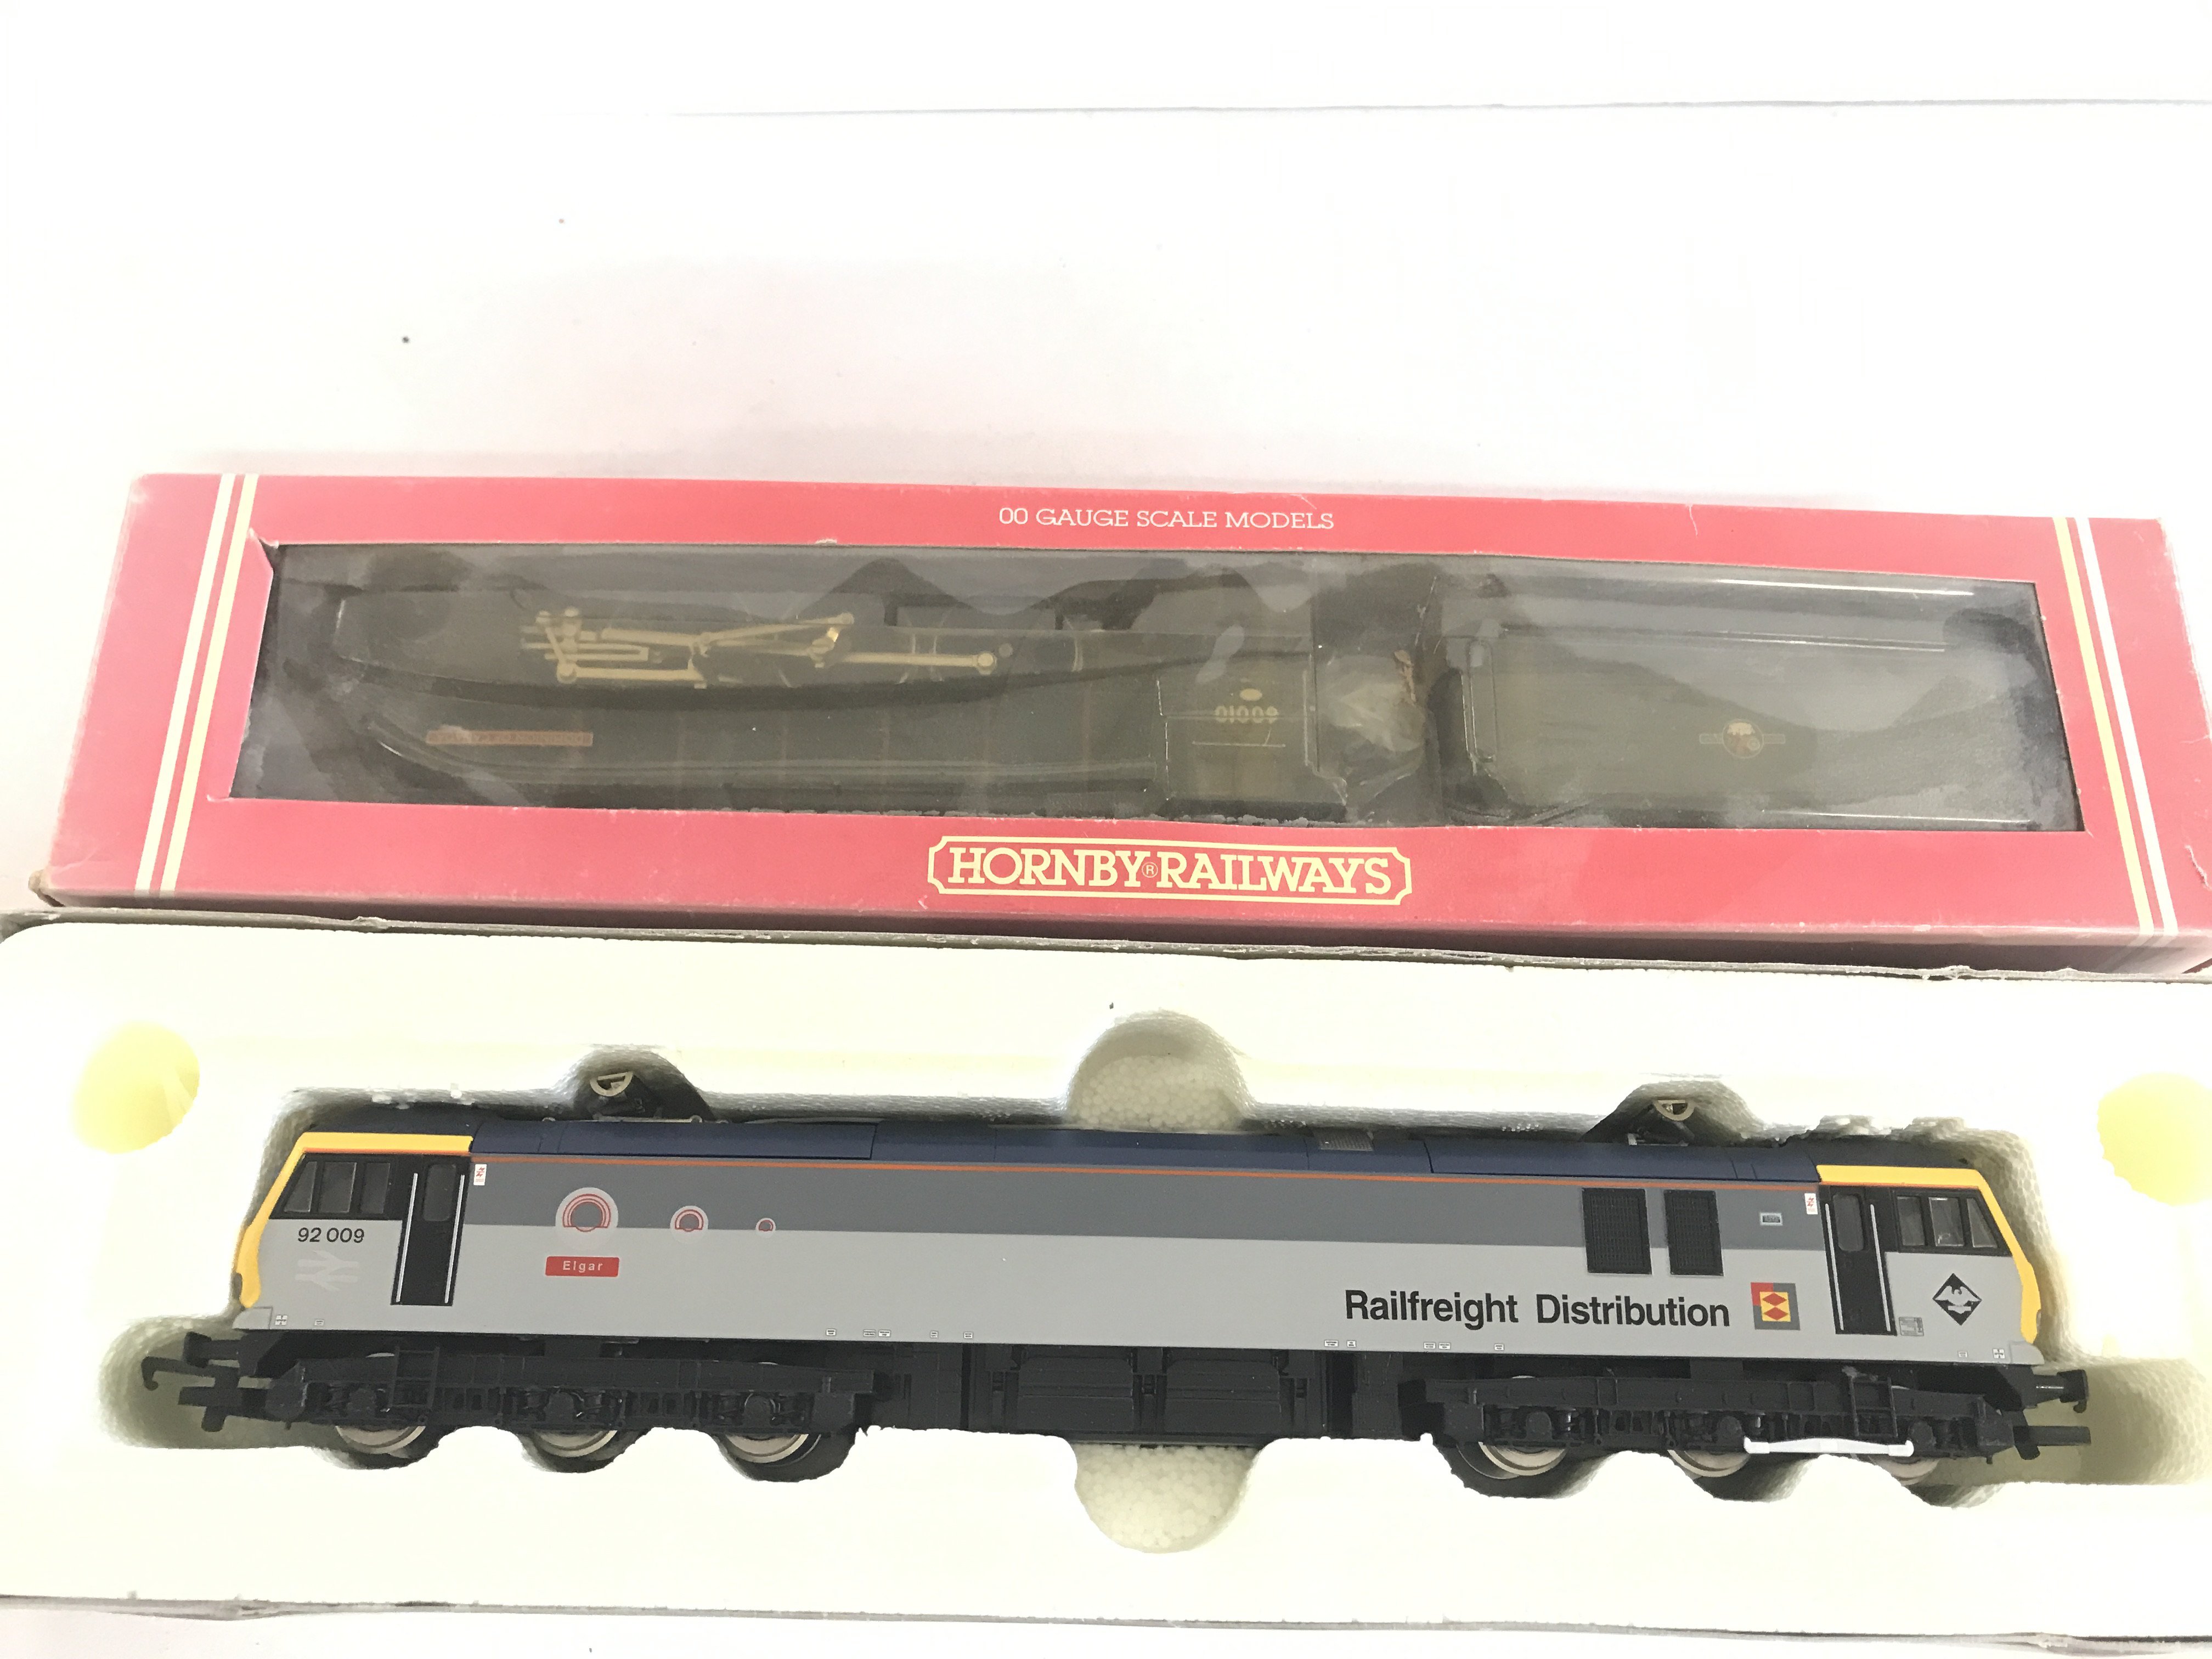 00 GAUGE SCALE MODELS
HORNBY® RAILWAYS
92 009
Elgar
Railfreight Distribution